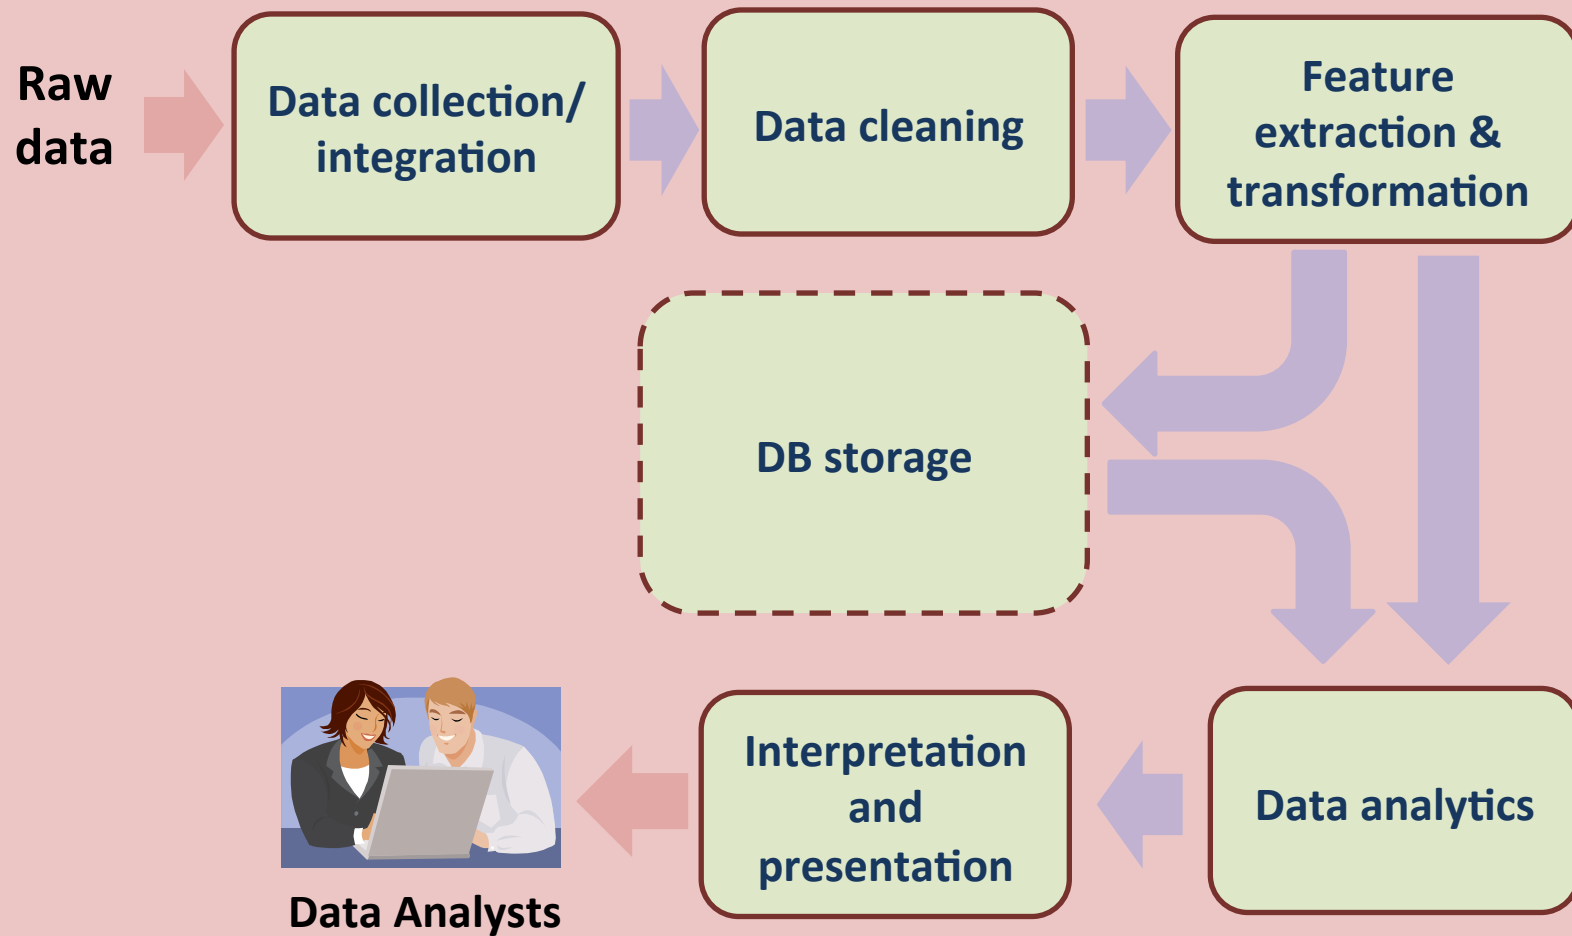 Raw
data
Data collection/
integration
Data cleaning
Feature
extraction &
transformation
DB storage
Data Analysts
Interpretation
and
presentation
Data analytics